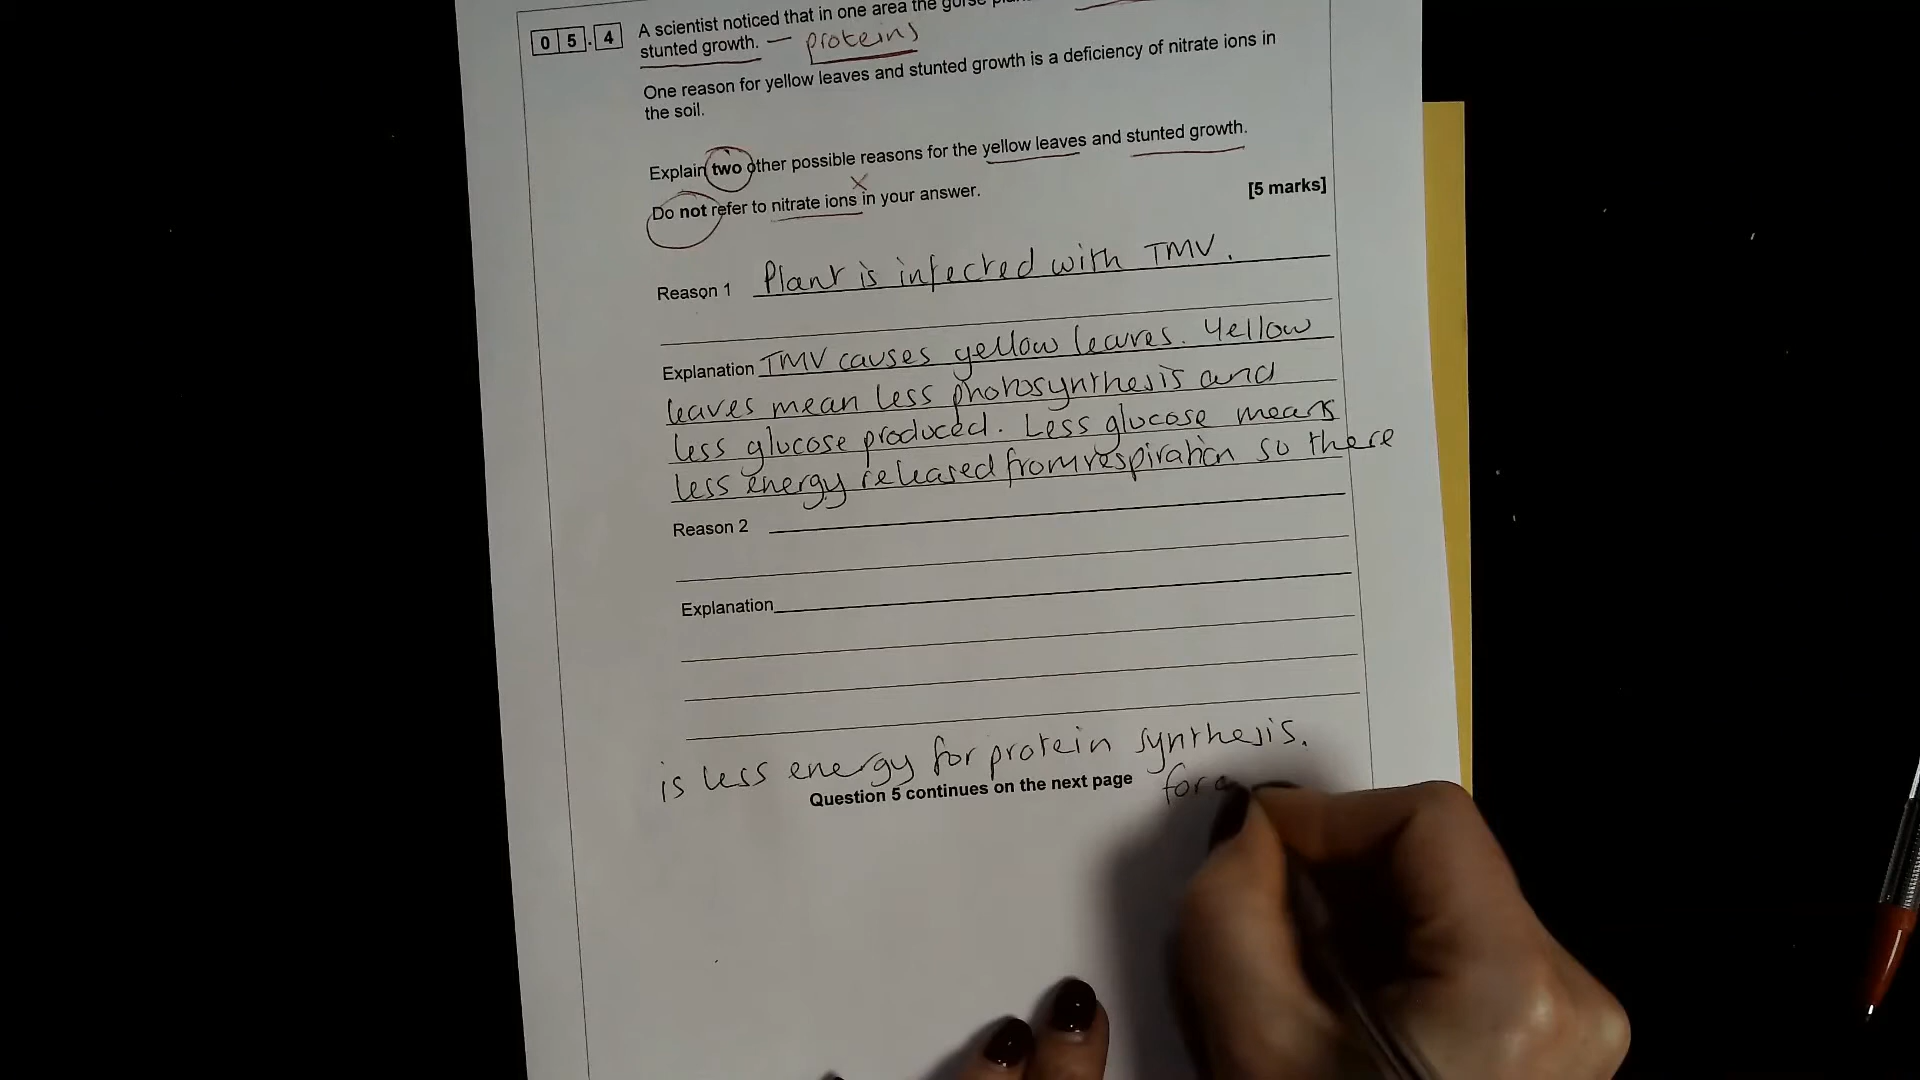 05.4 A scientist noticed that in one area the gorse
stunted growth. — proteins
One reason for yellow leaves and stunted growth is a deficiency of nitrate ions in
the soil.
Explain two other possible reasons for the yellow leaves and stunted growth.
Do not refer to nitrate ions in your answer.
[5 marks]
Reason 1 Plant is infected with TMV.
Explanation TMV causes yellow leaves. Yellow
leaves mean less photosynthesis and
less glucose produced. Less glucose means
less energy released from respiration so there
Reason 2
Explanation
is less energy for protein synthesis.
Question 5 continues on the next page